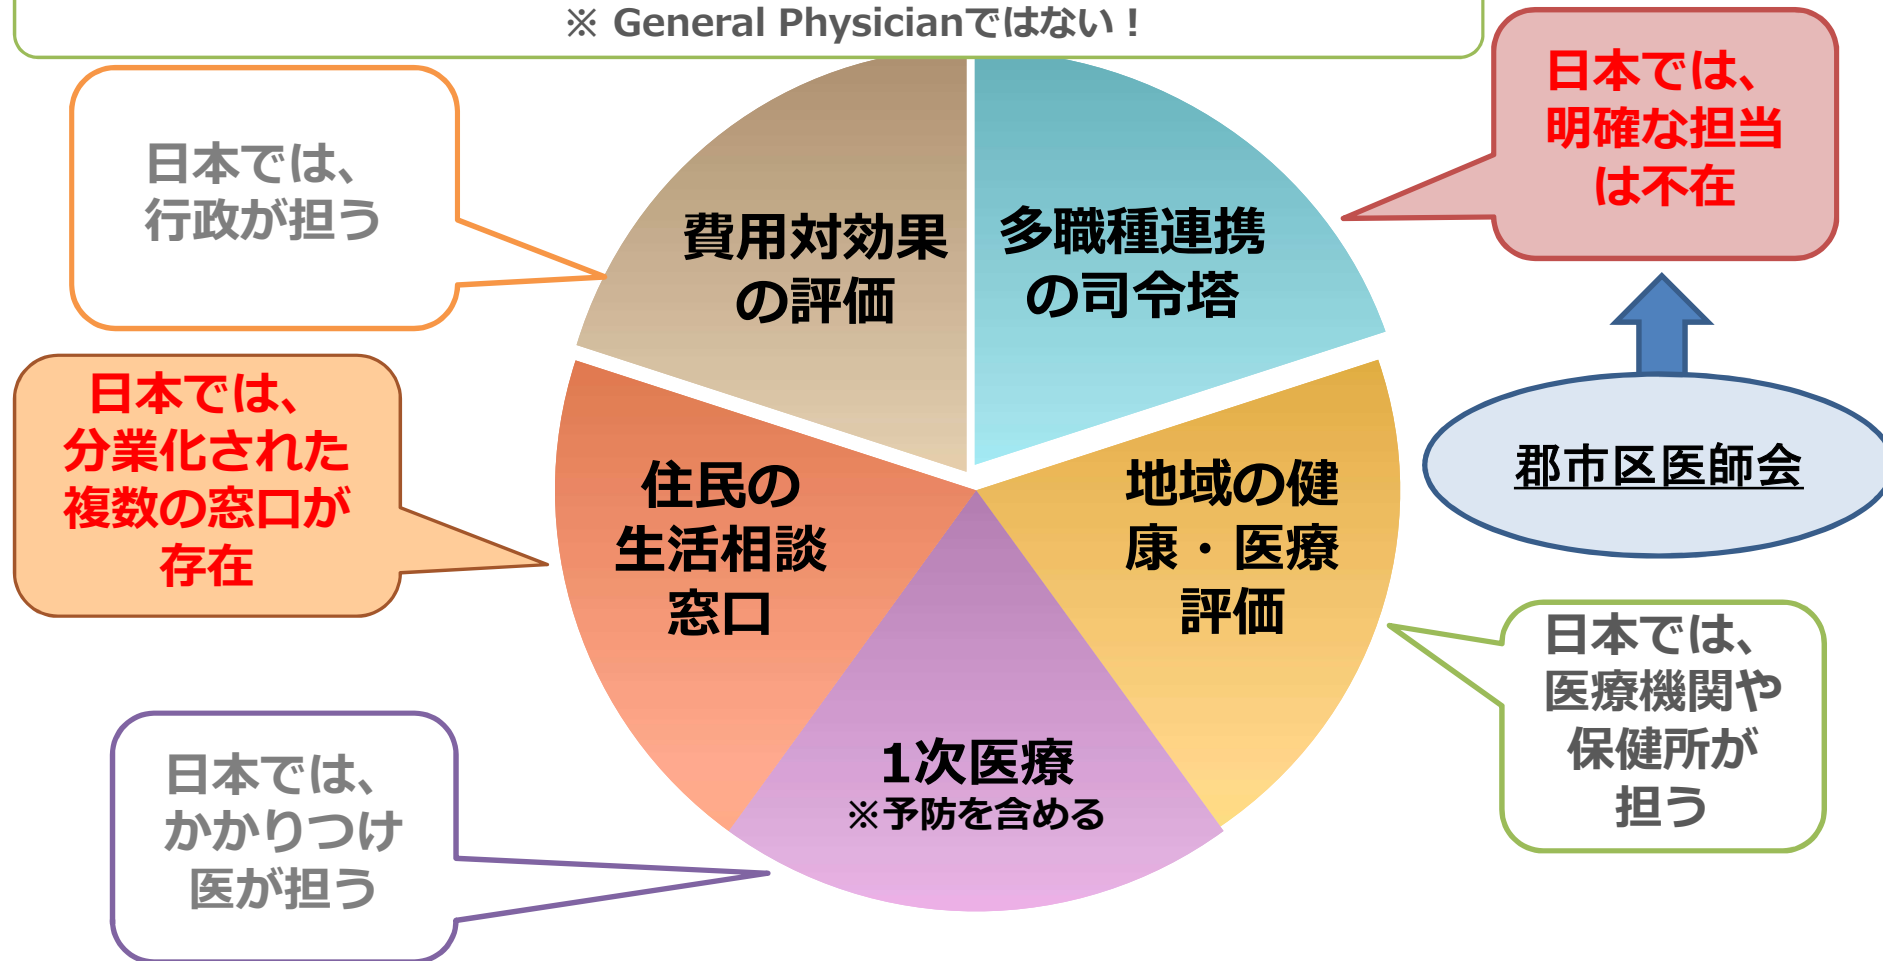 ※ General Physicianではない！
日本では、
行政が担う
費用対効果
の評価
多職種連携
の司令塔
日本では、
明確な担当
は不在
日本では、
分業化された
複数の窓口が
存在
住民の
生活相談
窓口
地域の健
康・医療
評価
郡市区医師会
1次医療
※予防を含める
日本では、
かかりつけ
医が担う
日本では、
医療機関や
保健所が
担う